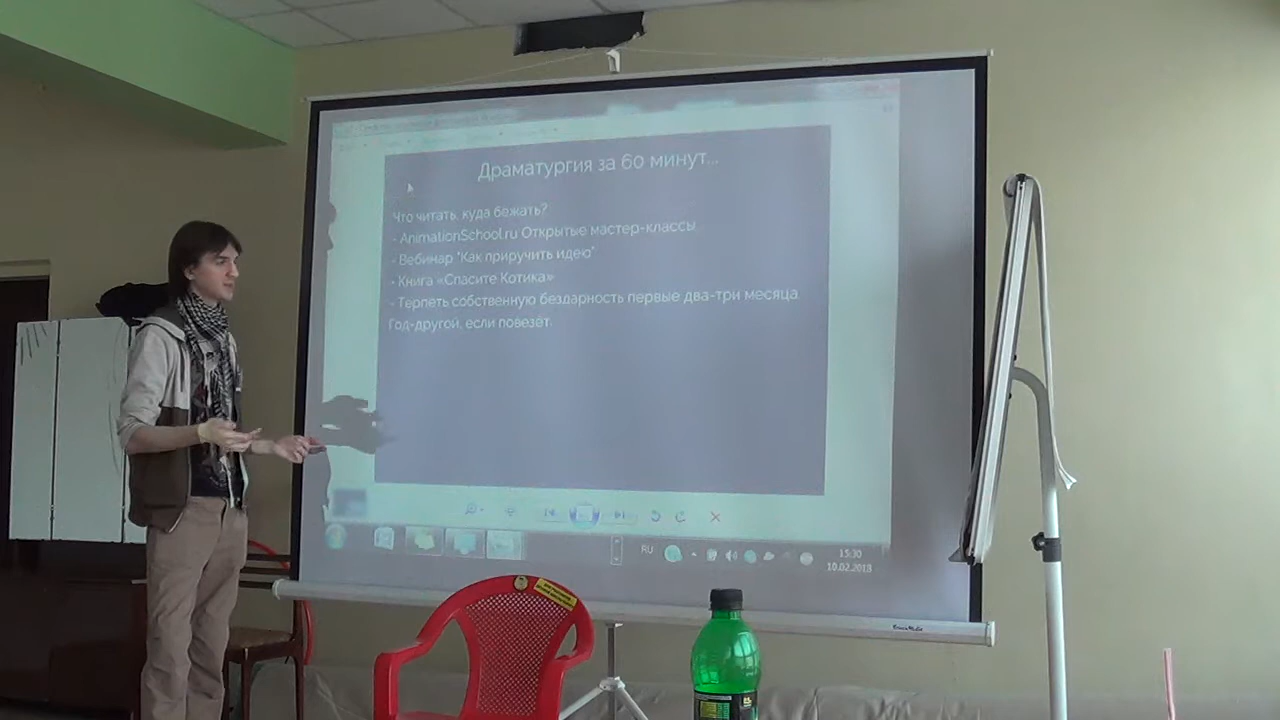 Драматургия за 60 минут...
Что читать, куда бежать?
- AnimationSchool.ru Открытые мастер-классы
- Вебинар "Как приручить идею"
- Книга «Спасите Котика»
- Терпеть собственную бездарность первые два-три месяца
Год-другой, если повезёт.
RU
15:30
10.02.2018